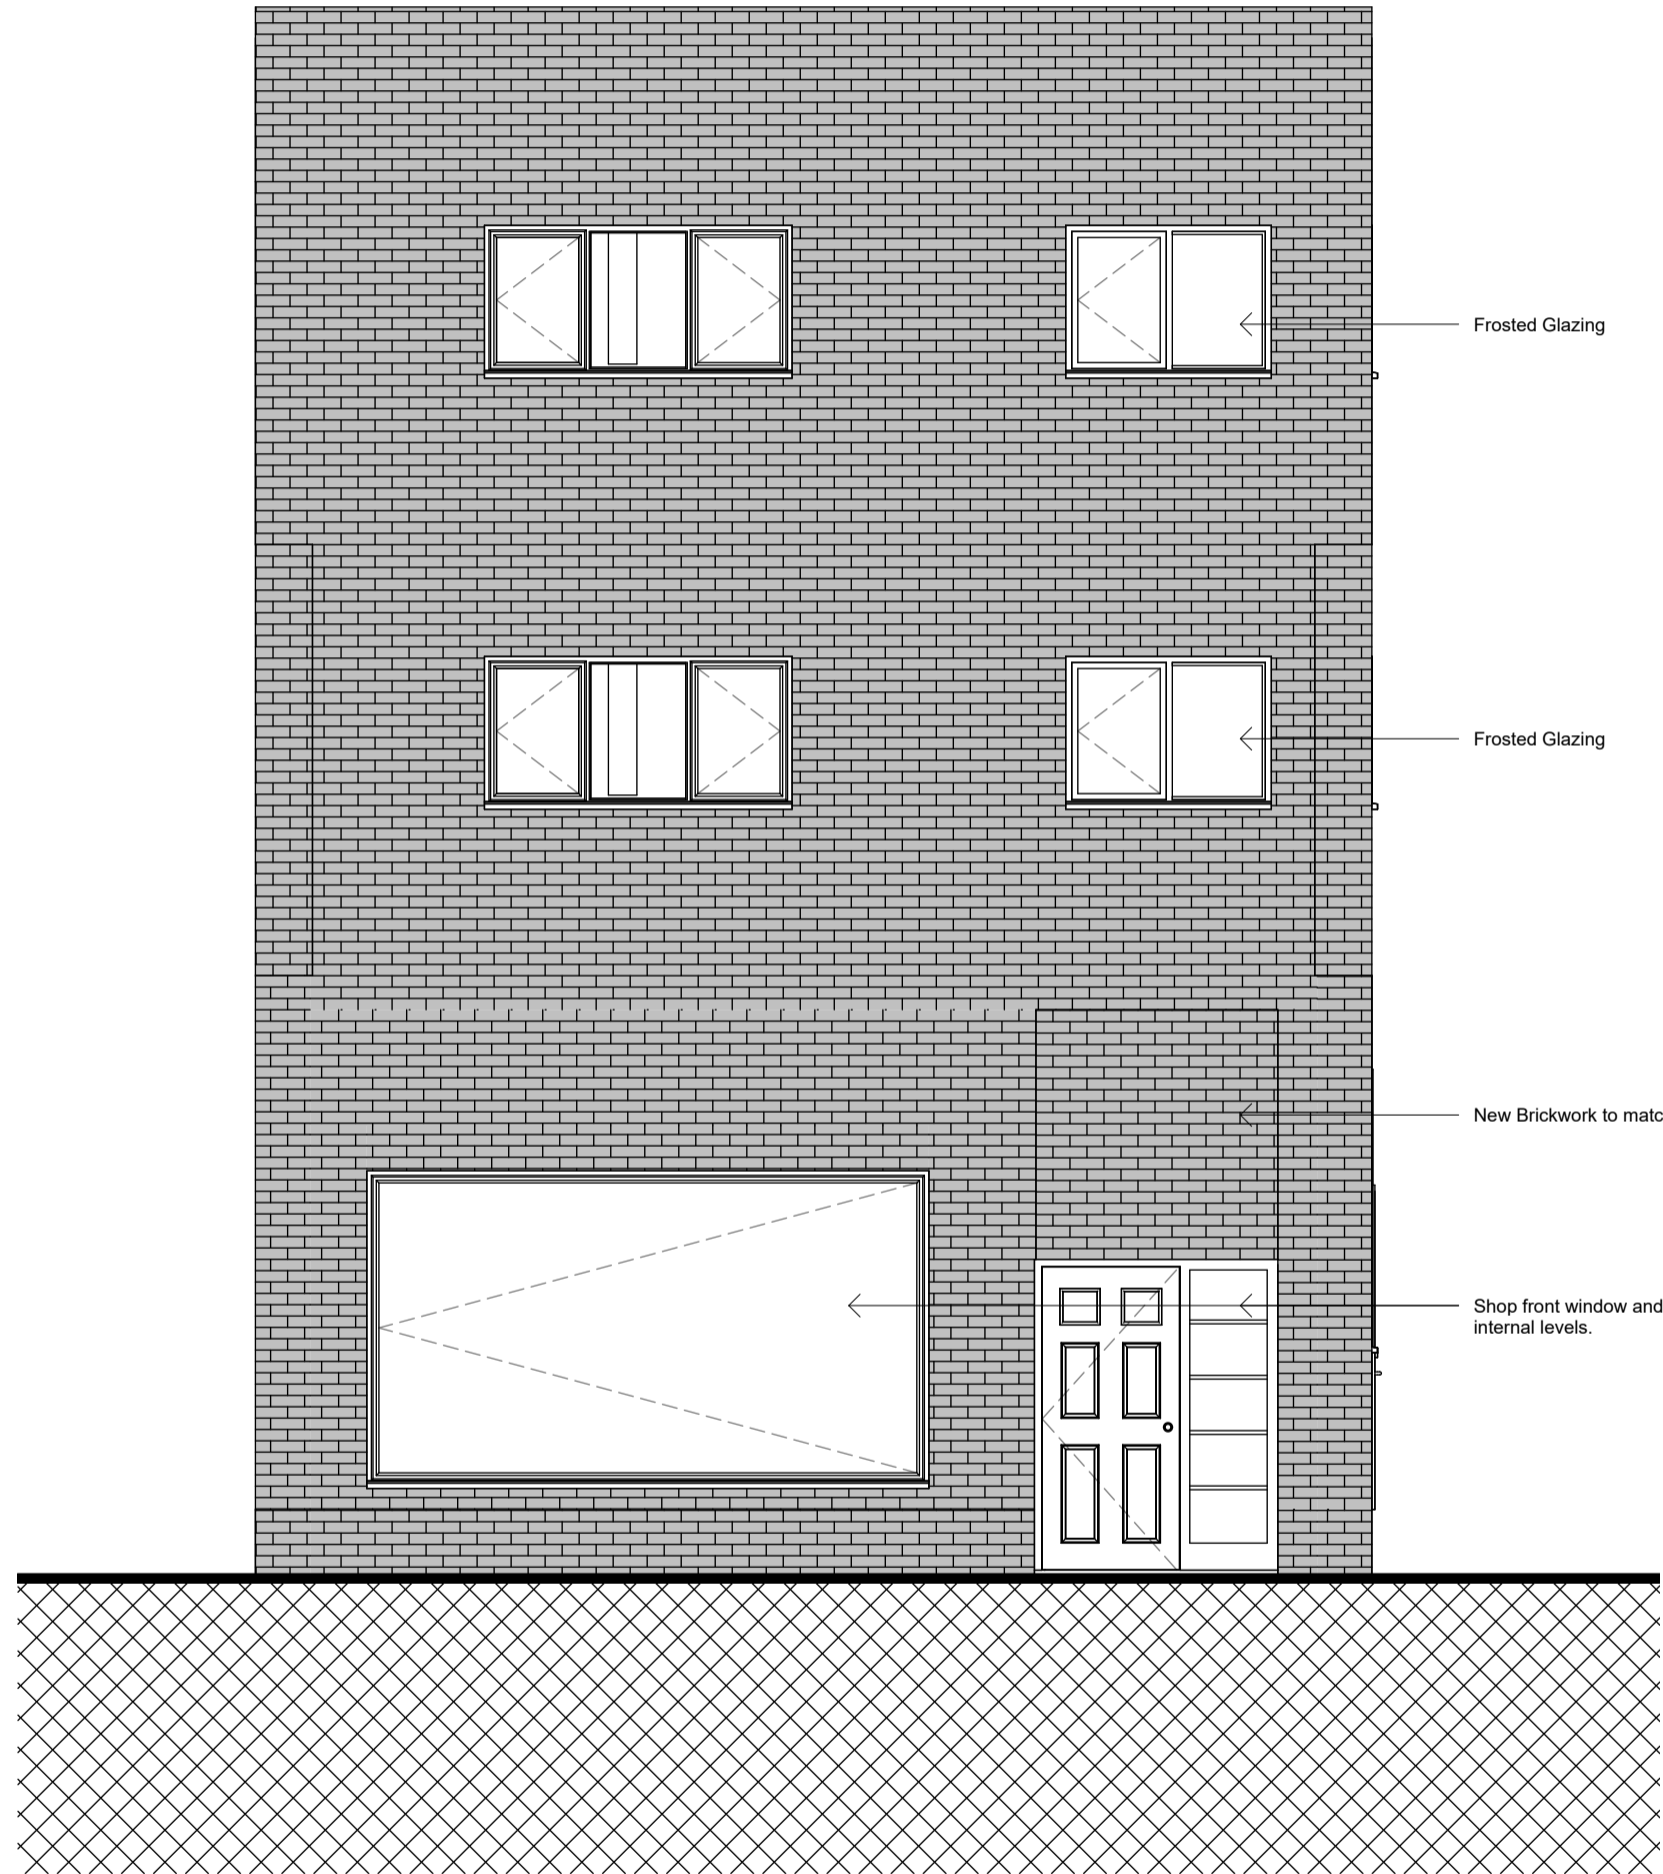 Frosted Glazing
Frosted Glazing
New Brickwork to matc
Shop front window and
internal levels.